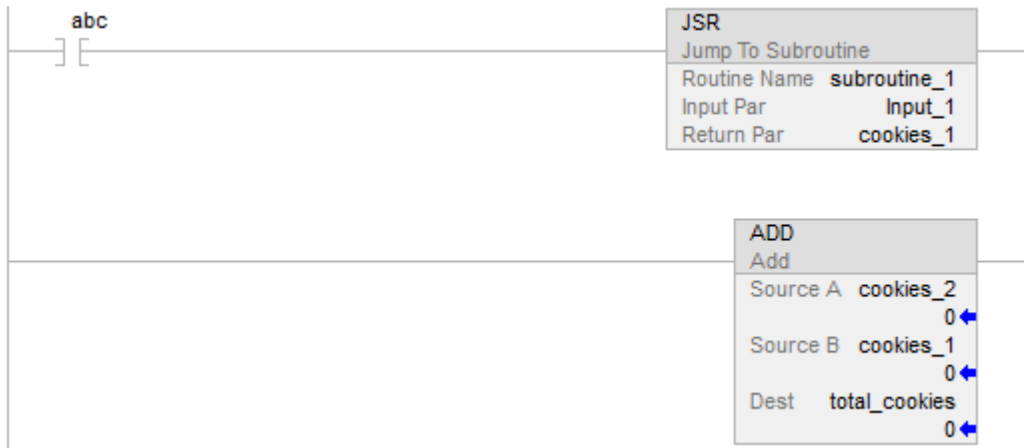 abc
JSR
Jump To Subroutine
Routine Name subroutine_1
Input Par Input_1
Return Par cookies_1
ADD
Add
Source A cookies_2
0
Source B cookies_1
0
Dest total_cookies
0